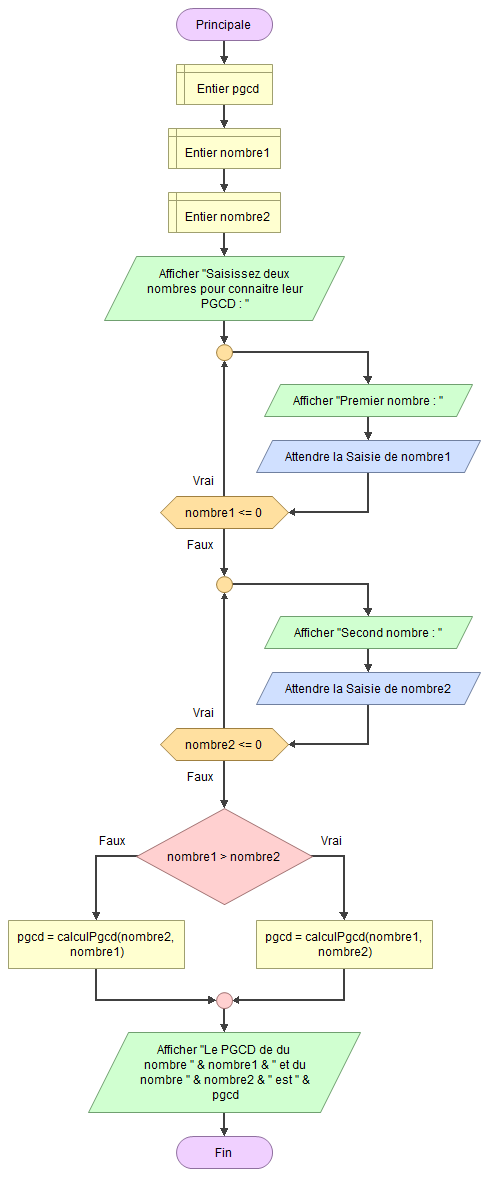 Principale
Entier pgcd
Entier nombre1
Entier nombre2
Afficher "Saisissez deux
nombres pour connaitre leur
PGCD : "
Afficher "Premier nombre : "
Attendre la Saisie de nombre1
Vrai
nombre1 <= 0
Faux
Afficher "Second nombre : "
Attendre la Saisie de nombre2
Vrai
nombre2 <= 0
Faux
Faux
Vrai
nombre1 > nombre2
pgcd = calculPgcd(nombre2,
nombre1)
pgcd = calculPgcd(nombre1,
nombre2)
Afficher "Le PGCD de du
nombre " & nombre1 & " et du
nombre " & nombre2 & " est " &
pgcd
Fin